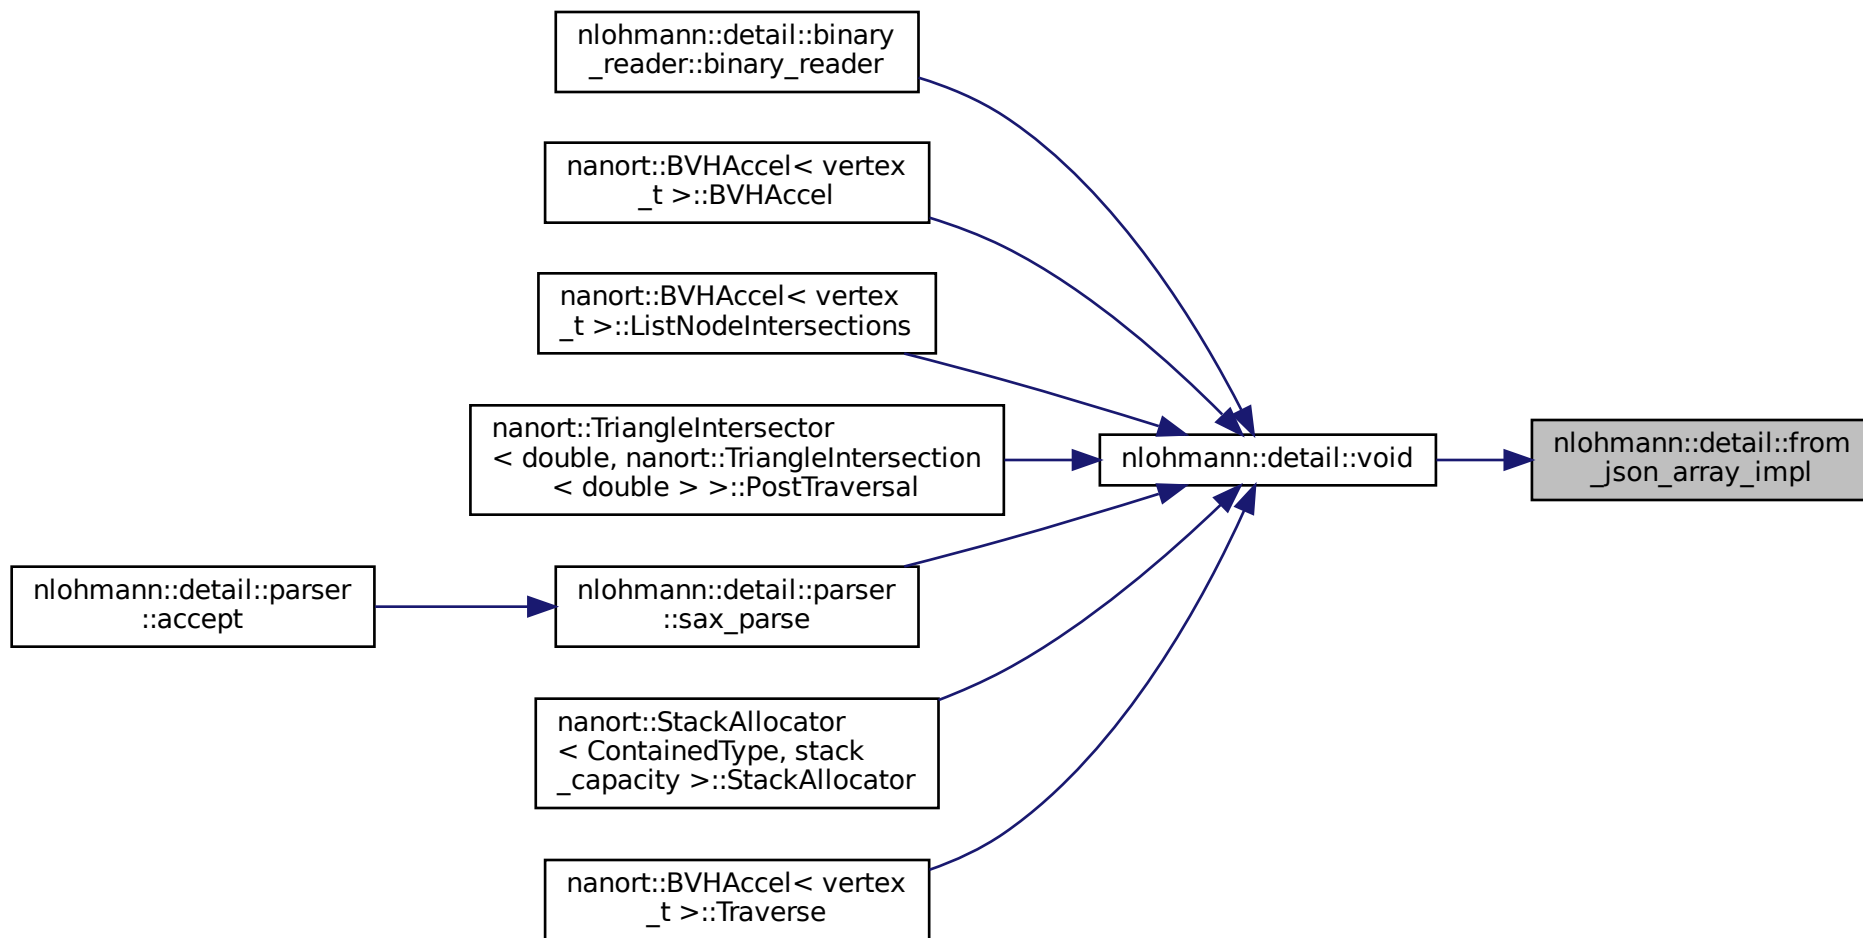 nlohmann::detail::binary
_reader::binary_reader
nanort::BVHAccel< vertex
_t >::BVHAccel
nanort::BVHAccel< vertex
_t >::ListNodeIntersections
nanort::TriangleIntersector
< double, nanort::TriangleIntersection
< double > >::PostTraversal
nlohmann::detail::void
nlohmann::detail::from
_json_array_impl
nlohmann::detail::parser
::accept
nlohmann::detail::parser
::sax_parse
nanort::StackAllocator
< ContainedType, stack
_capacity >::StackAllocator
nanort::BVHAccel< vertex
_t >::Traverse